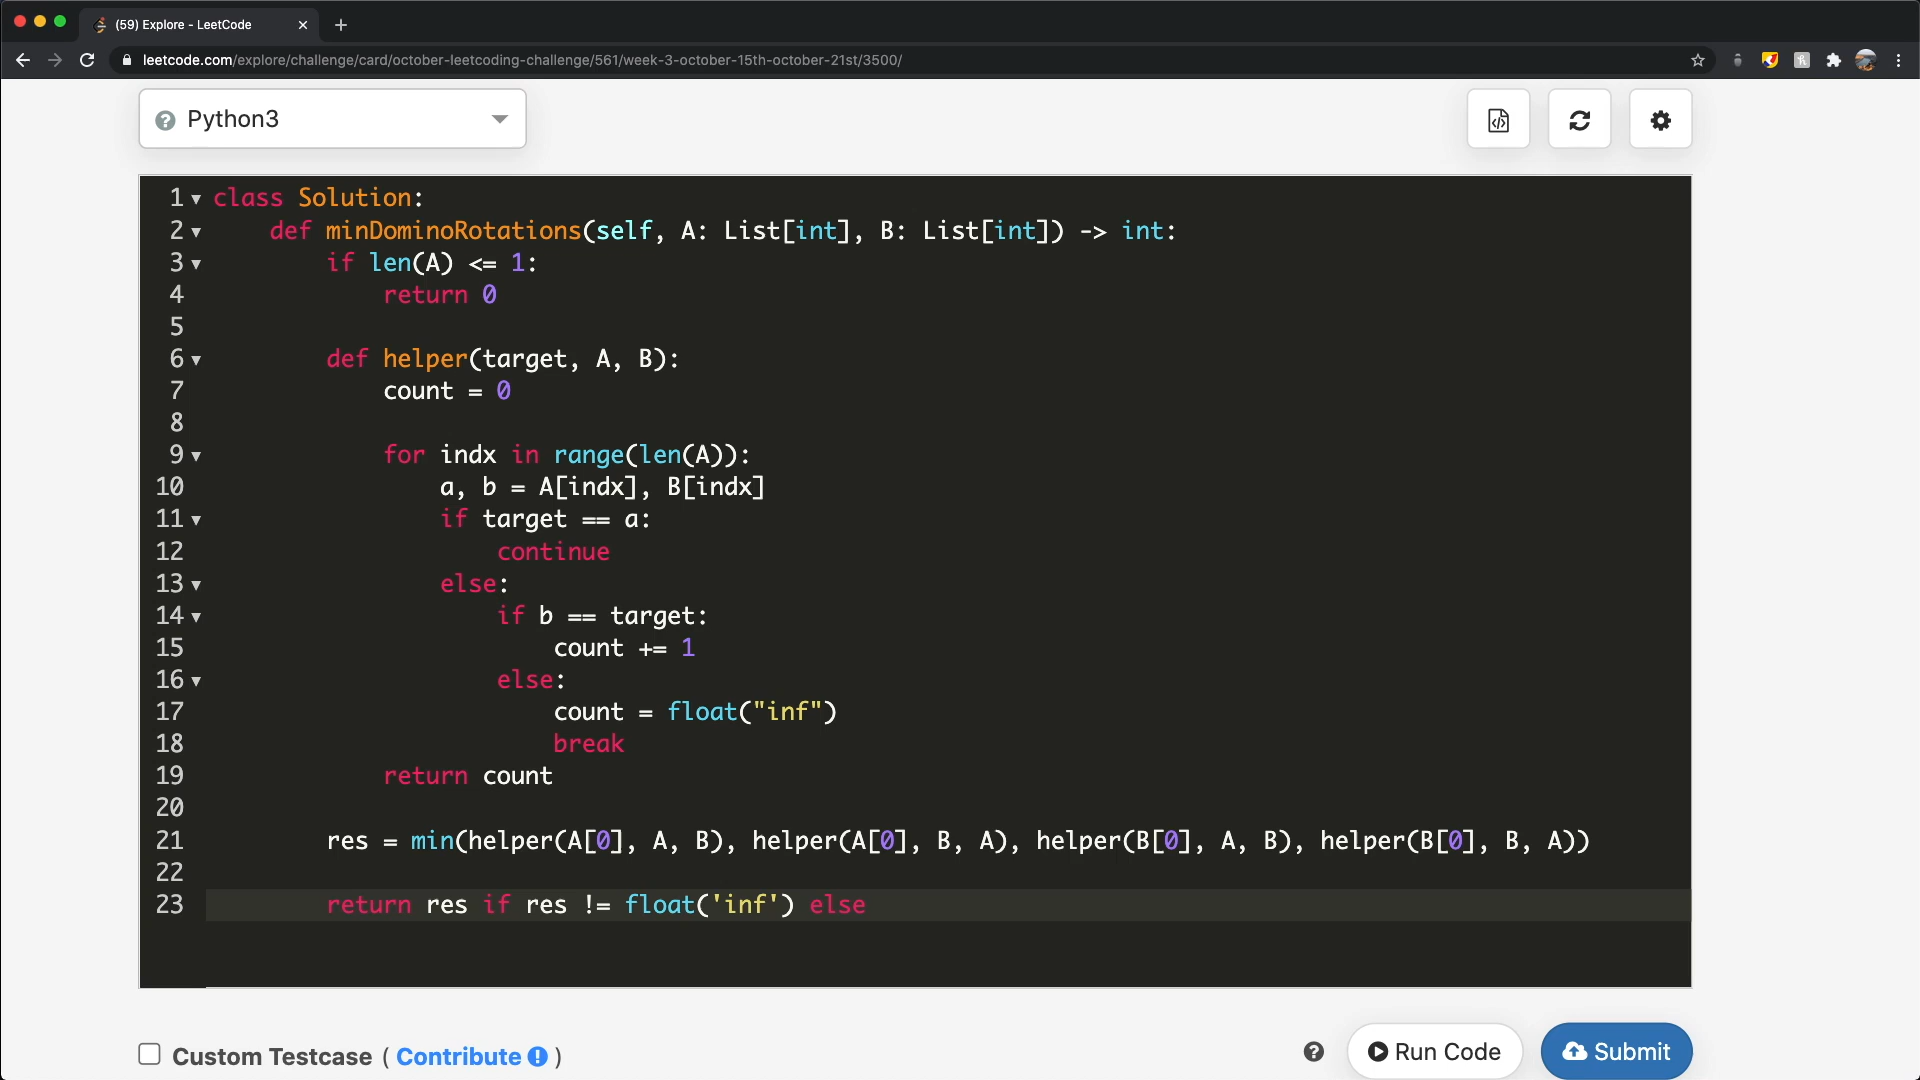 (59) Explore - LeetCode
leetcode.com/explore/challenge/card/october-leetcoding-challenge/561/week-3-october-15th-october-21st/3500/
Python3
1 class Solution:
2     def minDominoRotations(self, A: List[int], B: List[int]) -> int:
3         if len(A) <= 1:
4             return 0
5
6         def helper(target, A, B):
7             count = 0
8
9             for indx in range(len(A)):
10                 a, b = A[indx], B[indx]
11                 if target == a:
12                     continue
13                 else:
14                     if b == target:
15                         count += 1
16                     else:
17                         count = float("inf")
18                         break
19             return count
20
21         res = min(helper(A[0], A, B), helper(A[0], B, A), helper(B[0], A, B), helper(B[0], B, A))
22
23         return res if res != float('inf') else
Custom Testcase ( Contribute )
Run Code
Submit